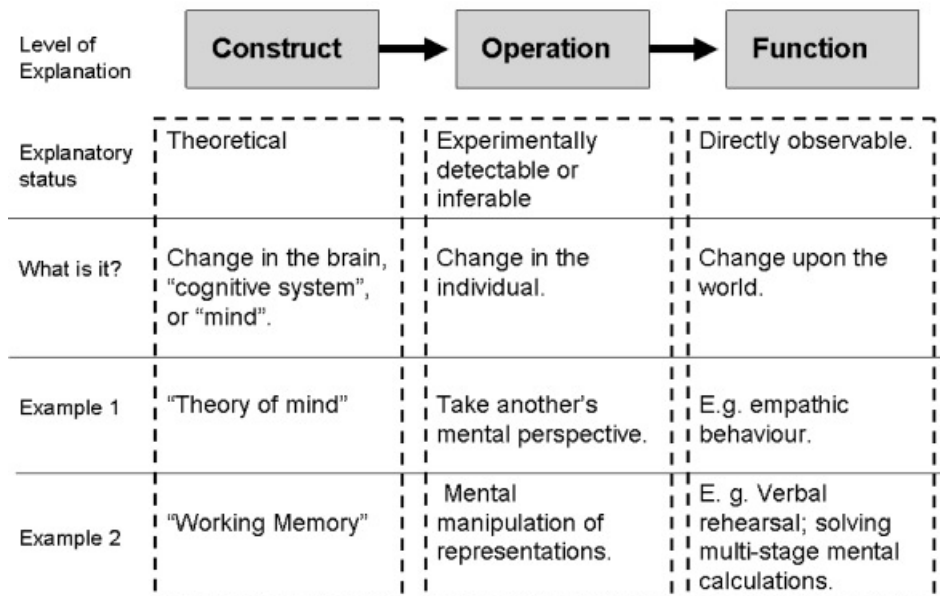 Level of
Explanation
Construct
Operation
Function
Explanatory
status
Theoretical
Experimentally
detectable or
inferable
Directly observable.
What is it?
Change in the brain,
“cognitive system”,
or “mind”.
Change in the
individual.
Change upon the
world.
Example 1
“Theory of mind”
Take another’s
mental perspective.
E.g. empathic
behaviour.
Example 2
“Working Memory”
Mental
manipulation of
representations.
E. g. Verbal
rehearsal; solving
multi-stage mental
calculations.